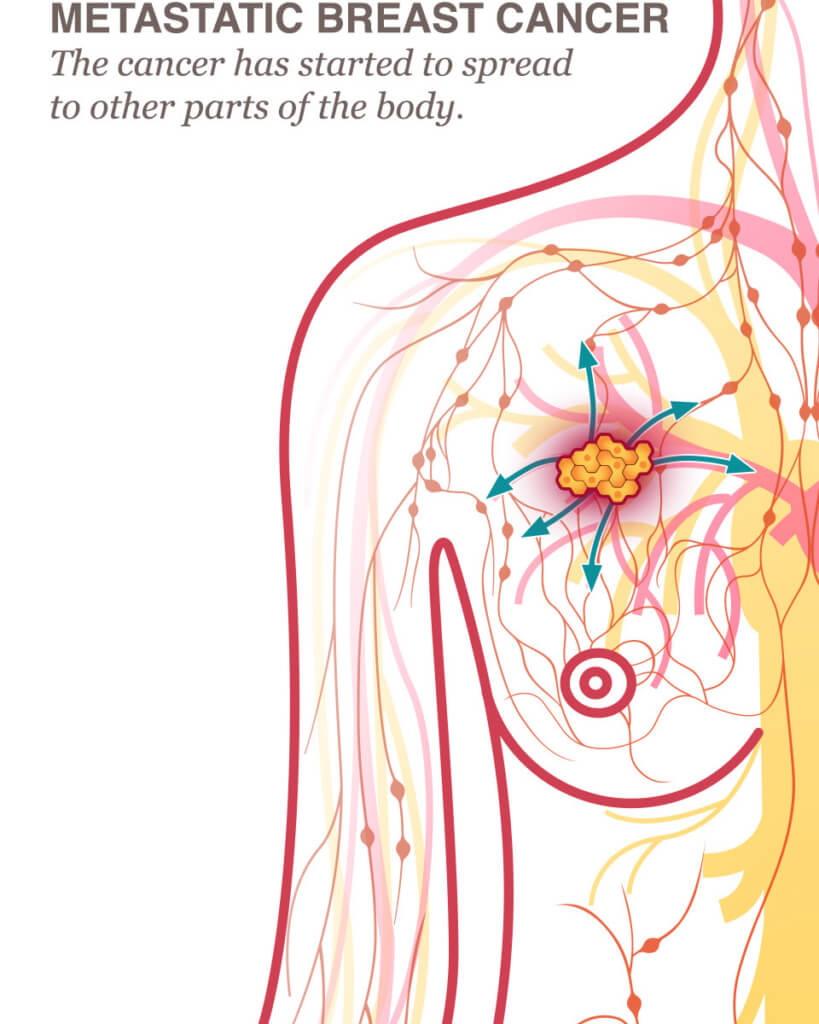 METASTATIC BREAST CANCER
The cancer has started to spread
to other parts of the body.